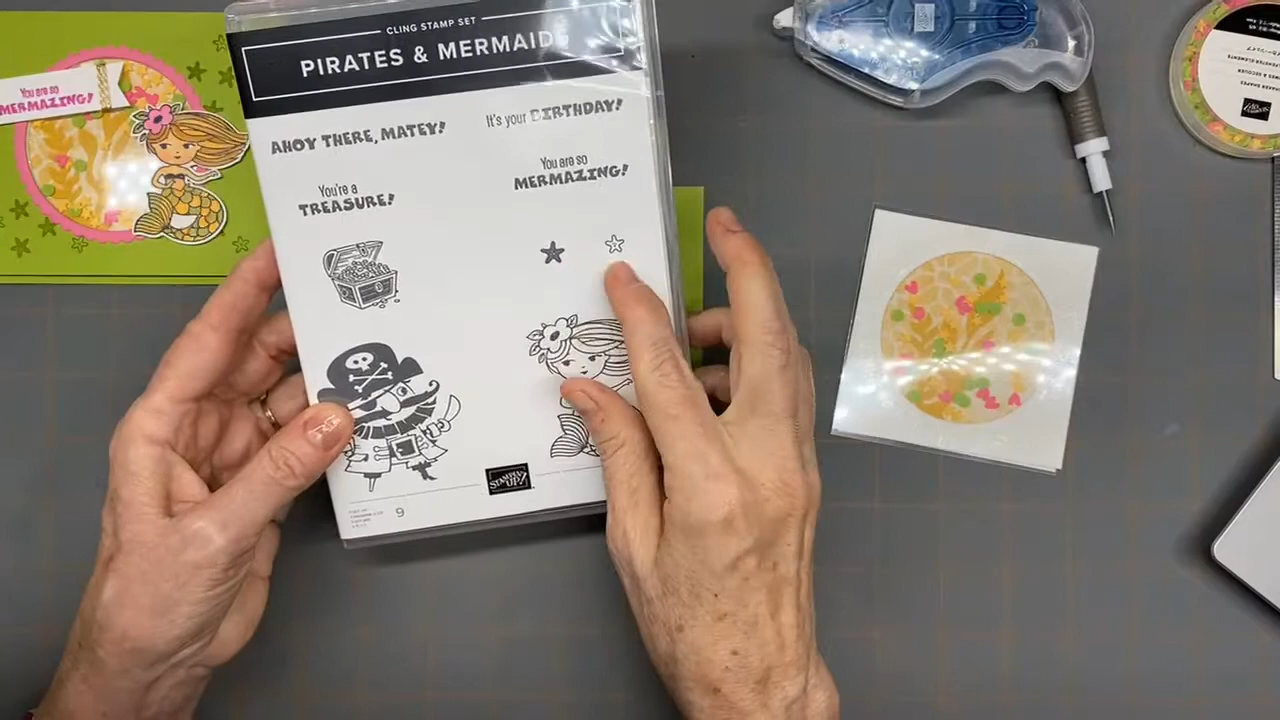 CLING STAMP SET
PIRATES & MERMAIDS
AHOY THERE, MATEY!
It's your BIRTHDAY!
You are so
MERMAZING!
You're a
TREASURE!
STAMPIN' UP!
9
You are so
MERMAZING!